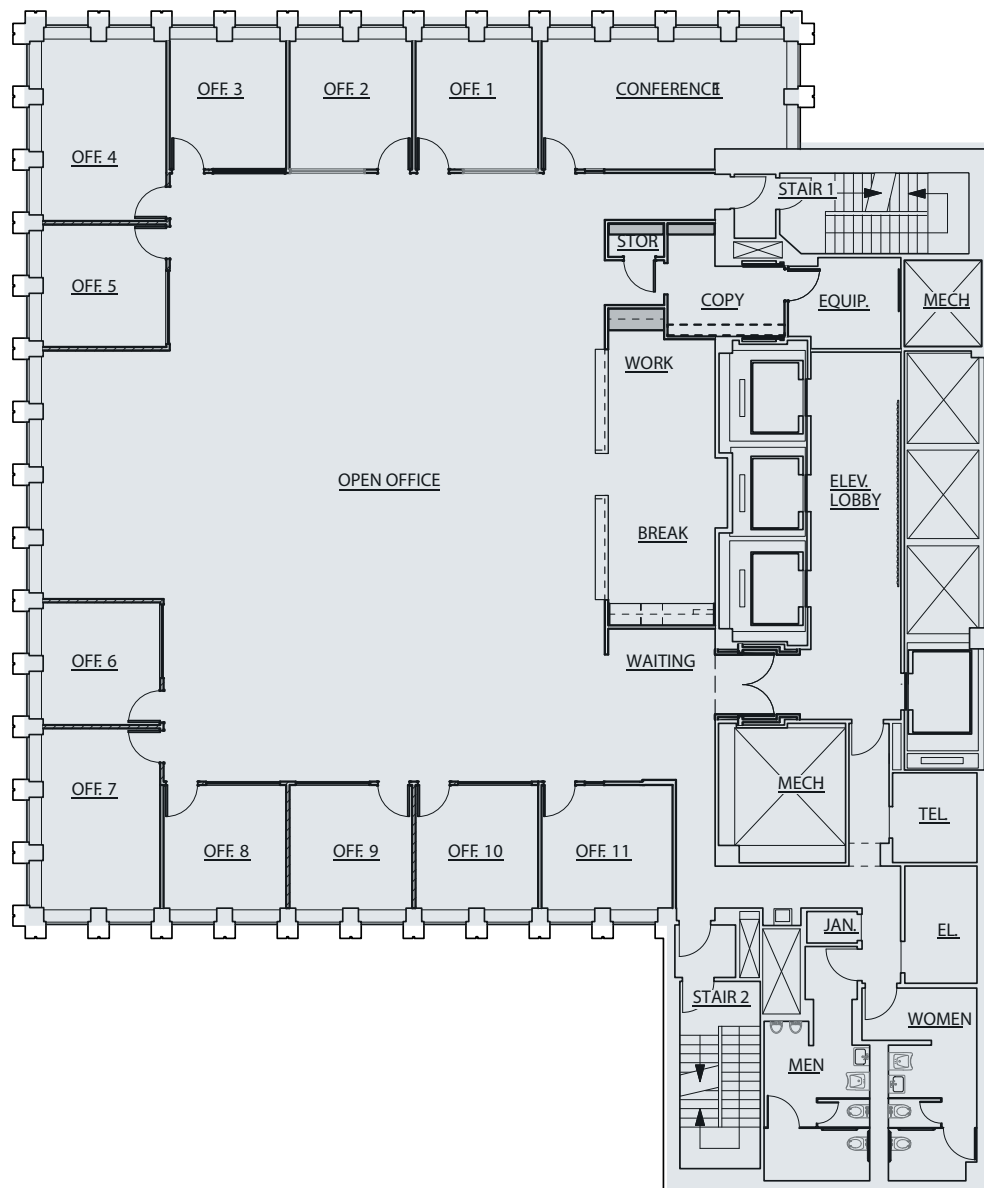 OFF. 3
OFF. 2
OFF. 1
CONFERENCE
OFF. 4
STAIR 1
STOR
OFF. 5
COPY
EQUIP.
MECH
WORK
OPEN OFFICE
ELEV.
LOBBY
BREAK
OFF. 6
WAITING
OFF. 7
MECH
TEL.
OFF. 8
OFF. 9
OFF. 10
OFF. 11
JAN.
EL.
STAIR 2
WOMEN
MEN